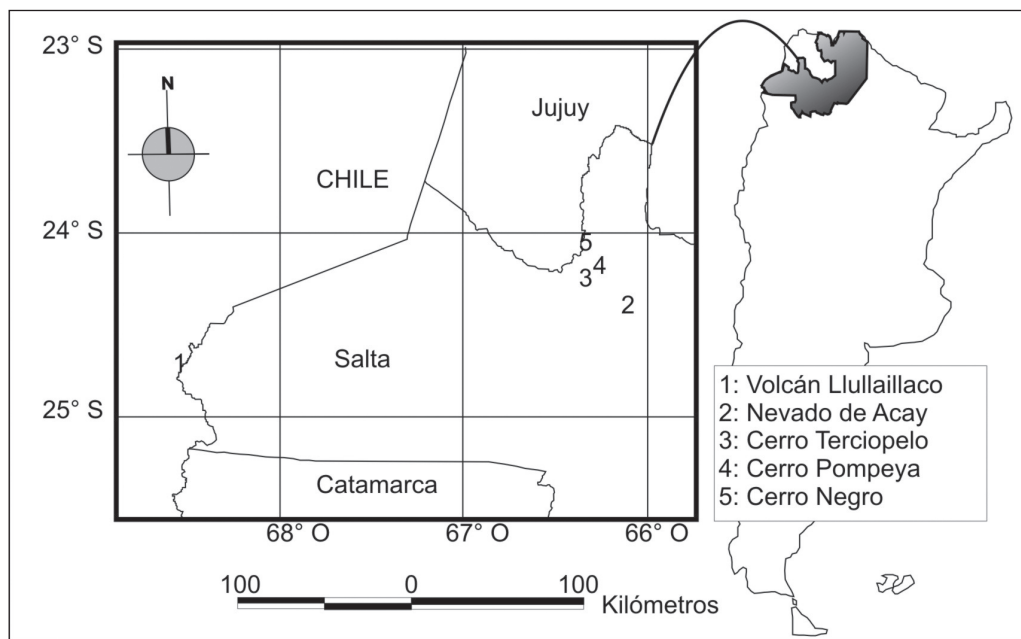 23° S
N
Jujuy
CHILE
24° S
5
4
3
2
1
Salta
25° S
Catamarca
68° O
67° O
66° O
1: Volcán Llullaillaco
2: Nevado de Acay
3: Cerro Terciopelo
4: Cerro Pompeya
5: Cerro Negro
100
0
100
Kilómetros